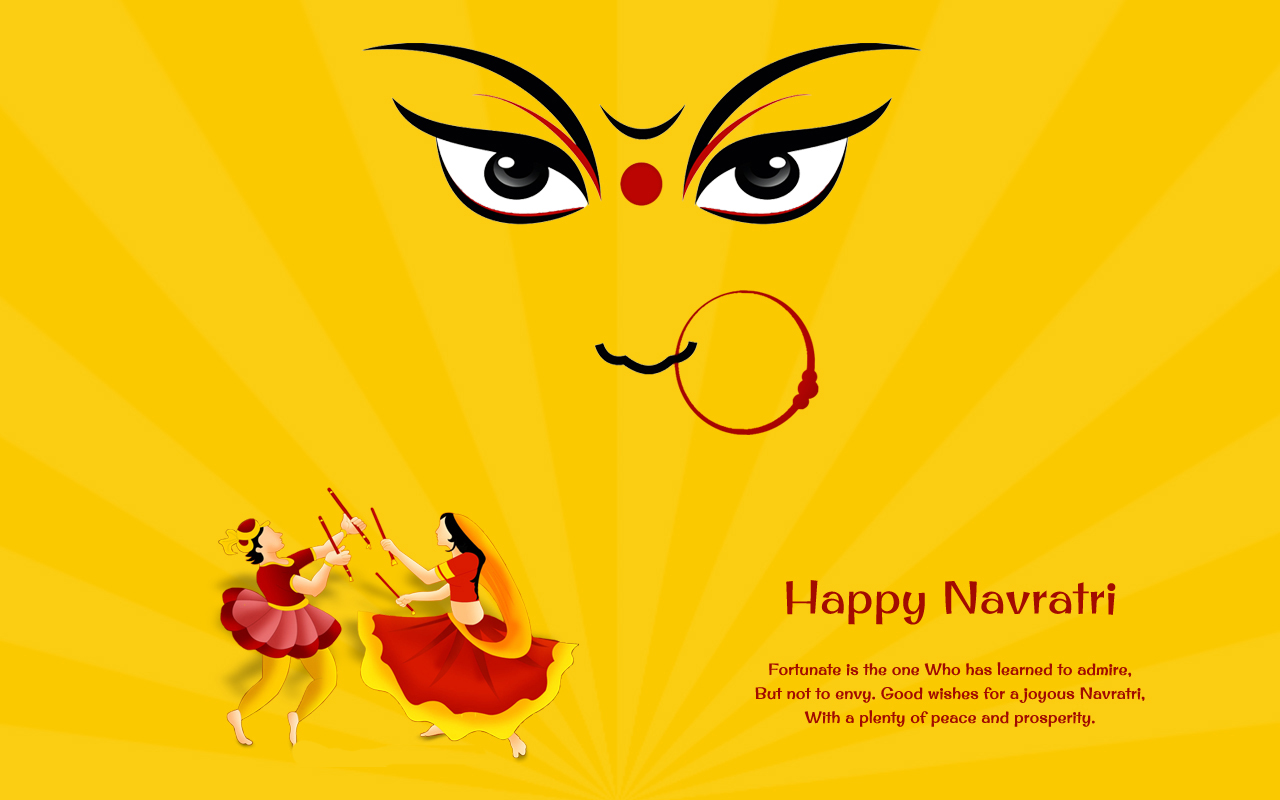 Happy Navratri
Fortunate is the one Who has learned to admire,
But not to envy. Good wishes for a joyous Navratri,
With a plenty of peace and prosperity.